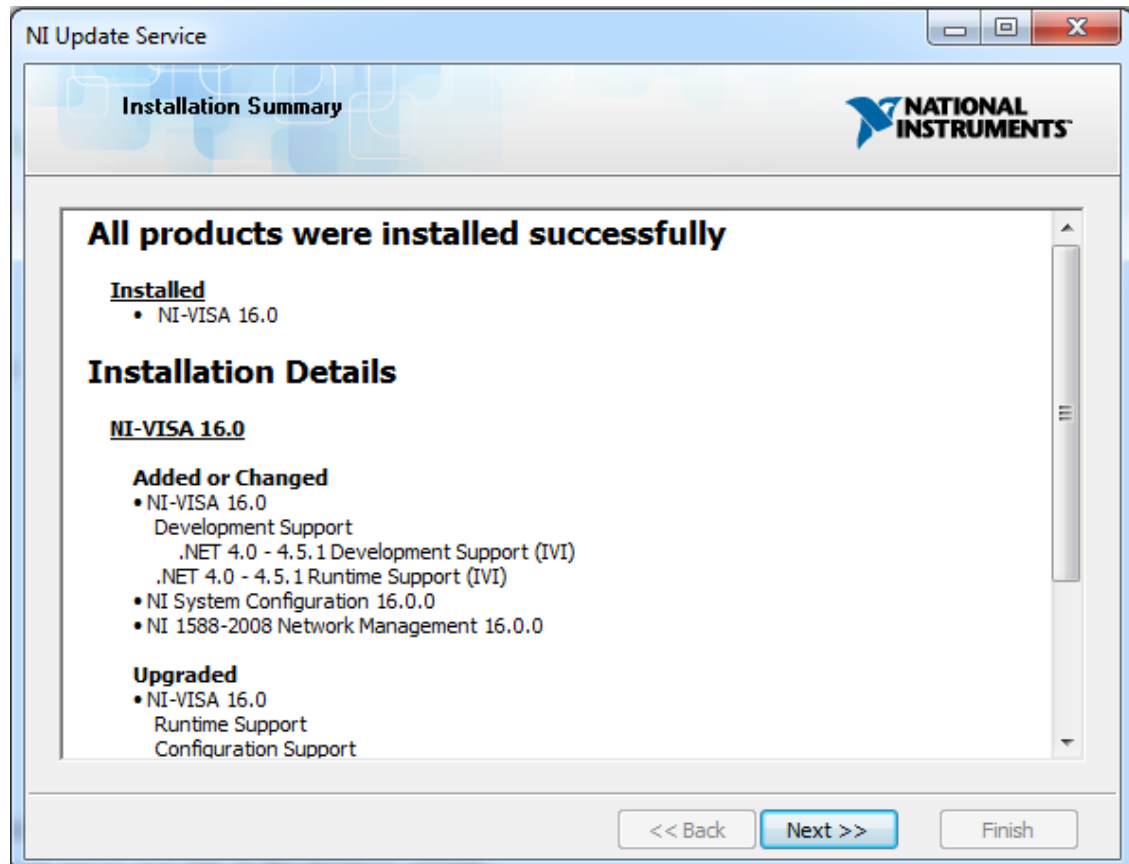 NI Update Service
Installation Summary
NATIONAL
INSTRUMENTS™
All products were installed successfully
Installed
• NI-VISA 16.0
Installation Details
NI-VISA 16.0
Added or Changed
• NI-VISA 16.0
Development Support
.NET 4.0 - 4.5.1 Development Support (IVI)
.NET 4.0 - 4.5.1 Runtime Support (IVI)
• NI System Configuration 16.0.0
• NI 1588-2008 Network Management 16.0.0
Upgraded
• NI-VISA 16.0
Runtime Support
Configuration Support
<< Back Next >> Finish